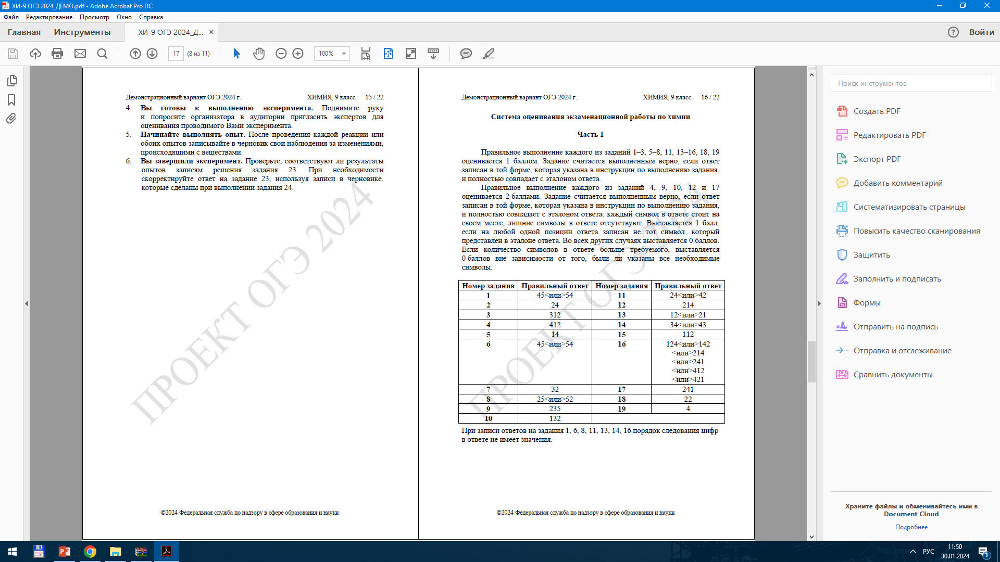 ХИ-9 ОГЭ 2024_ДЕМО.pdf - Adobe Acrobat Pro DC
Файл Редактирование Просмотр Окно Справка
Главная Инструменты ХИ-9 ОГЭ 2024_Д... × Войти
17 (8 из 11) 100%
Демонстрационный вариант ОГЭ 2024 г. ХИМИЯ, 9 класс. 15 / 22
4. Вы готовы к выполнению эксперимента. Поднимите руку
и попросите организатора в аудитории пригласить экспертов для
оценивания проводимого Вами эксперимента.
5. Начинайте выполнять опыт. После проведения каждой реакции или
обоих опытов записывайте в черновик свои наблюдения за изменениями,
происходящими с веществами.
6. Вы завершили эксперимент. Проверьте, соответствуют ли результаты
опытов записям решения задания 23. При необходимости
скорректируйте ответ на задание 23, используя записи в черновике,
которые сделаны при выполнении задания 24.
ПРОЕКТ ОГЭ 2024
©2024 Федеральная служба по надзору в сфере образования и науки
Демонстрационный вариант ОГЭ 2024 г. ХИМИЯ, 9 класс. 16 / 22
Система оценивания экзаменационной работы по химии
Часть 1
Правильное выполнение каждого из заданий 1–3, 5–8, 11, 13–16, 18, 19
оценивается 1 баллом. Задание считается выполненным верно, если ответ
записан в той форме, которая указана в инструкции по выполнению задания,
и полностью совпадает с эталоном ответа.
Правильное выполнение каждого из заданий 4, 9, 10, 12 и 17
оценивается 2 баллами. Задание считается выполненным верно, если ответ
записан в той форме, которая указана в инструкции по выполнению задания,
и полностью совпадает с эталоном ответа: каждый символ в ответе стоит на
своем месте, лишние символы в ответе отсутствуют. Выставляется 1 балл,
если на любой одной позиции ответа записан не тот символ, который
представлен в эталоне ответа. Во всех других случаях выставляется 0 баллов.
Если количество символов в ответе больше требуемого, выставляется
0 баллов вне зависимости от того, были ли указаны все необходимые
символы.
Номер задания Правильный ответ Номер задания Правильный ответ
1 45<или>54 11 24<или>42
2 24 12 214
3 312 13 12<или>21
4 412 14 34<или>43
5 14 15 112
6 45<или>54 16 124<или>142
<или>214
<или>241
<или>412
<или>421
7 32 17 241
8 25<или>52 18 22
9 235 19 4
10 132
ПРОЕКТ ОГЭ 2024
При записи ответов на задания 1, 6, 8, 11, 13, 14, 16 порядок следования цифр
в ответе не имеет значения.
©2024 Федеральная служба по надзору в сфере образования и науки
Поиск инструментов
Создать PDF
Редактировать PDF
Экспорт PDF
Добавить комментарий
Систематизировать страницы
Повысить качество сканирования
Защитить
Заполнить и подписать
Формы
Отправить на подпись
Отправка и отслеживание
Сравнить документы
Храните файлы и обменивайтесь ими в
Document Cloud
Подробнее
РУС 11:50
30.01.2024
1